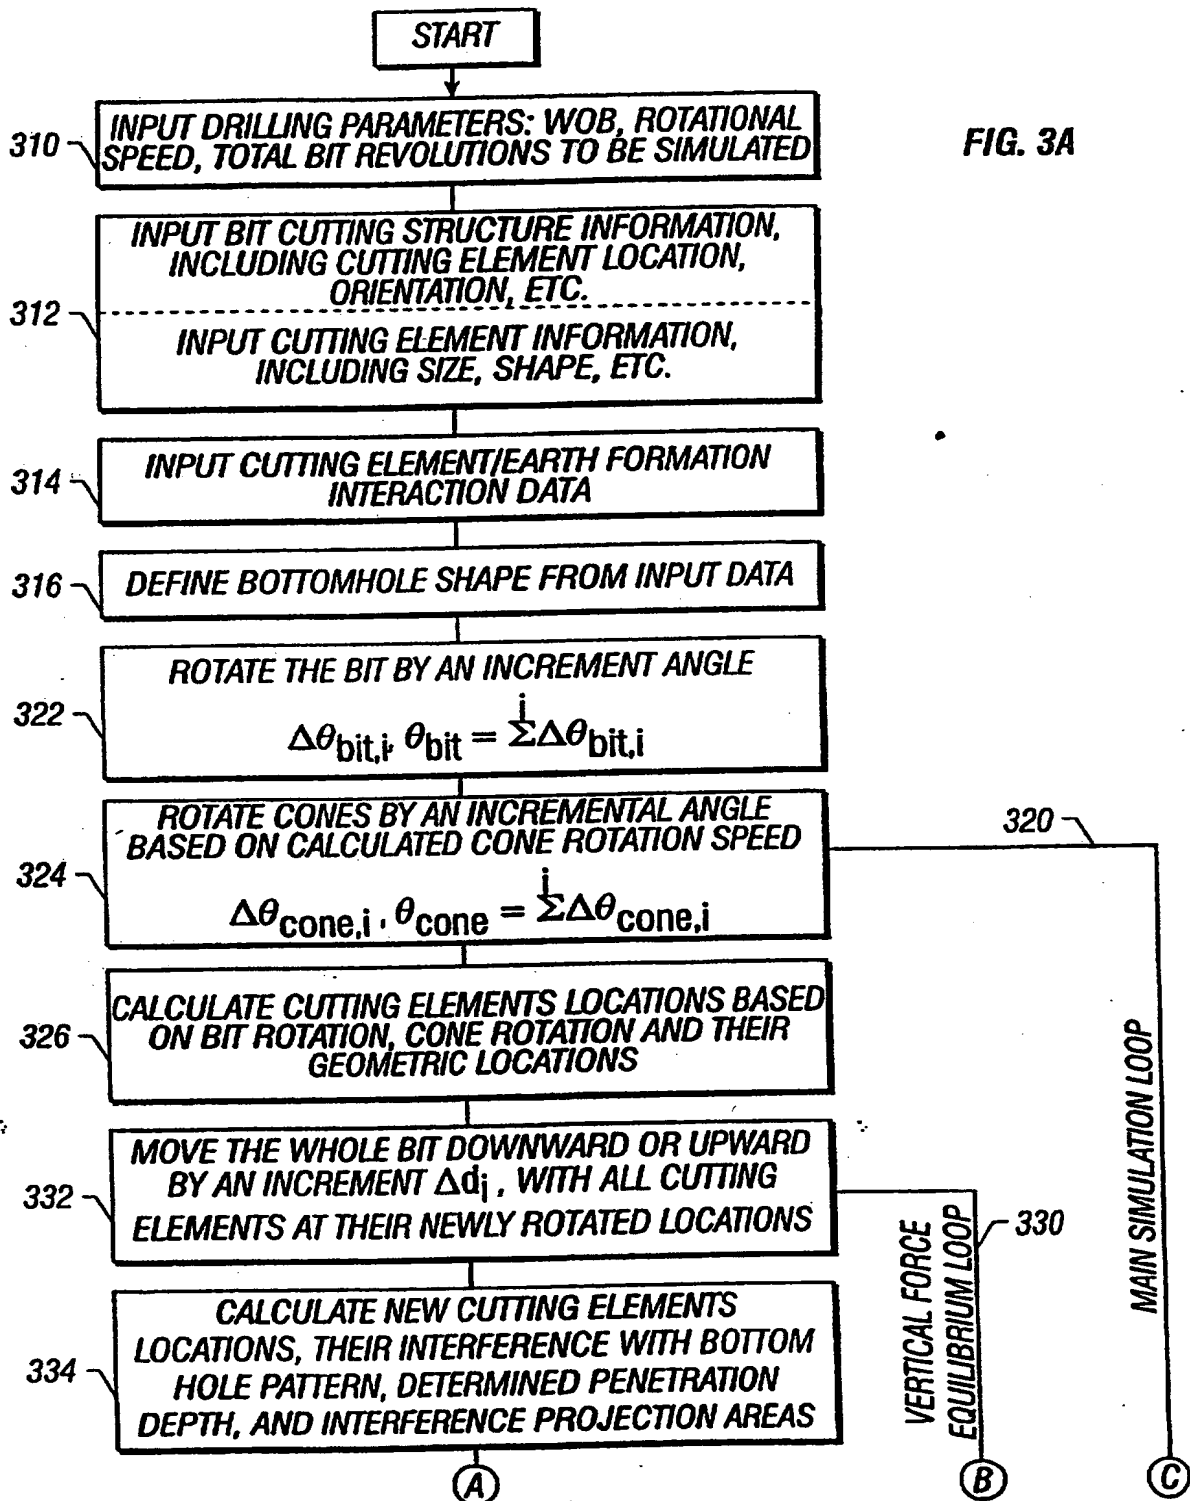 START
310
INPUT DRILLING PARAMETERS: WOB, ROTATIONAL
SPEED, TOTAL BIT REVOLUTIONS TO BE SIMULATED
FIG. 3A
312
INPUT BIT CUTTING STRUCTURE INFORMATION,
INCLUDING CUTTING ELEMENT LOCATION,
ORIENTATION, ETC.
INPUT CUTTING ELEMENT INFORMATION,
INCLUDING SIZE, SHAPE, ETC.
314
INPUT CUTTING ELEMENT/EARTH FORMATION
INTERACTION DATA
316
DEFINE BOTTOMHOLE SHAPE FROM INPUT DATA
322
ROTATE THE BIT BY AN INCREMENT ANGLE
Δθbit,i, θbit = i Σ Δθbit,i
324
ROTATE CONES BY AN INCREMENTAL ANGLE
BASED ON CALCULATED CONE ROTATION SPEED
Δθcone,i, θcone = i Σ Δθcone,i
320
326
CALCULATE CUTTING ELEMENTS LOCATIONS BASED
ON BIT ROTATION, CONE ROTATION AND THEIR
GEOMETRIC LOCATIONS
332
MOVE THE WHOLE BIT DOWNWARD OR UPWARD
BY AN INCREMENT Δdi, WITH ALL CUTTING
ELEMENTS AT THEIR NEWLY ROTATED LOCATIONS
334
CALCULATE NEW CUTTING ELEMENTS
LOCATIONS, THEIR INTERFERENCE WITH BOTTOM
HOLE PATTERN, DETERMINED PENETRATION
DEPTH, AND INTERFERENCE PROJECTION AREAS
VERTICAL FORCE
EQUILIBRIUM LOOP
330
MAIN SIMULATION LOOP
A
B
C